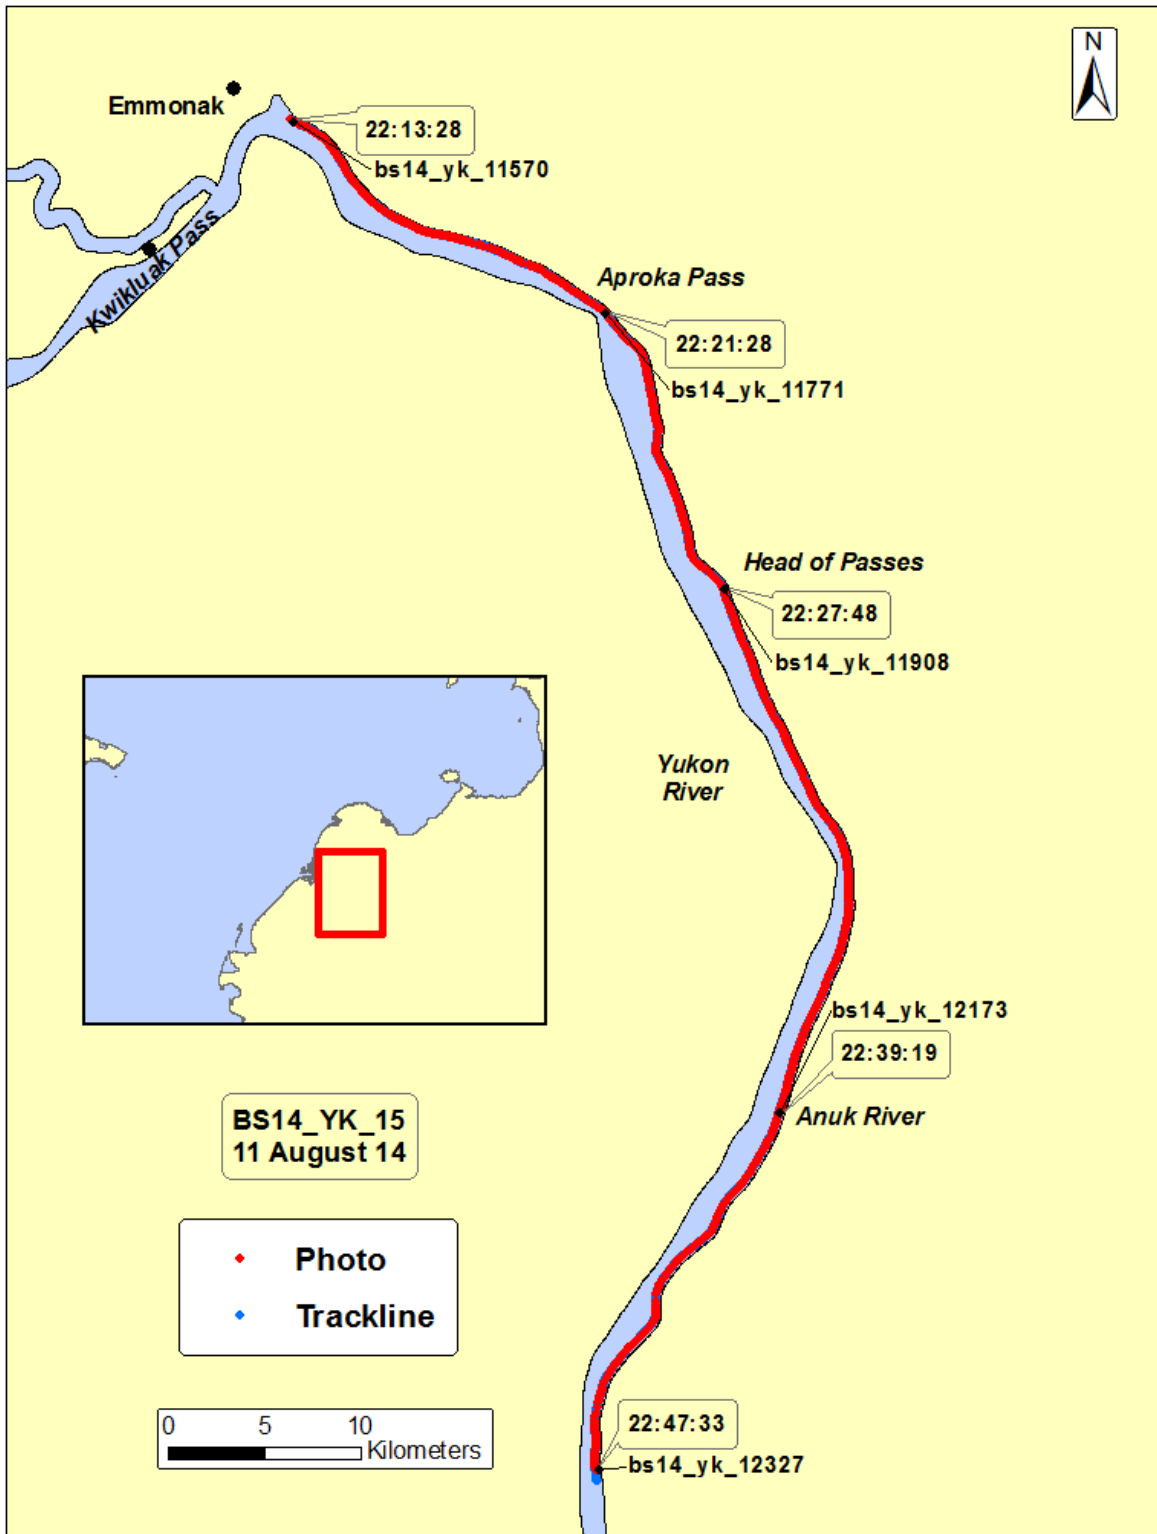 N
Emmonak
22:13:28
bs14_yk_11570
Kwikluak Pass
Aproka Pass
22:21:28
bs14_yk_11771
Head of Passes
22:27:48
bs14_yk_11908
Yukon
River
bs14_yk_12173
22:39:19
Anuk River
BS14_YK_15
11 August 14
Photo
Trackline
0 5 10
Kilometers
22:47:33
bs14_yk_12327